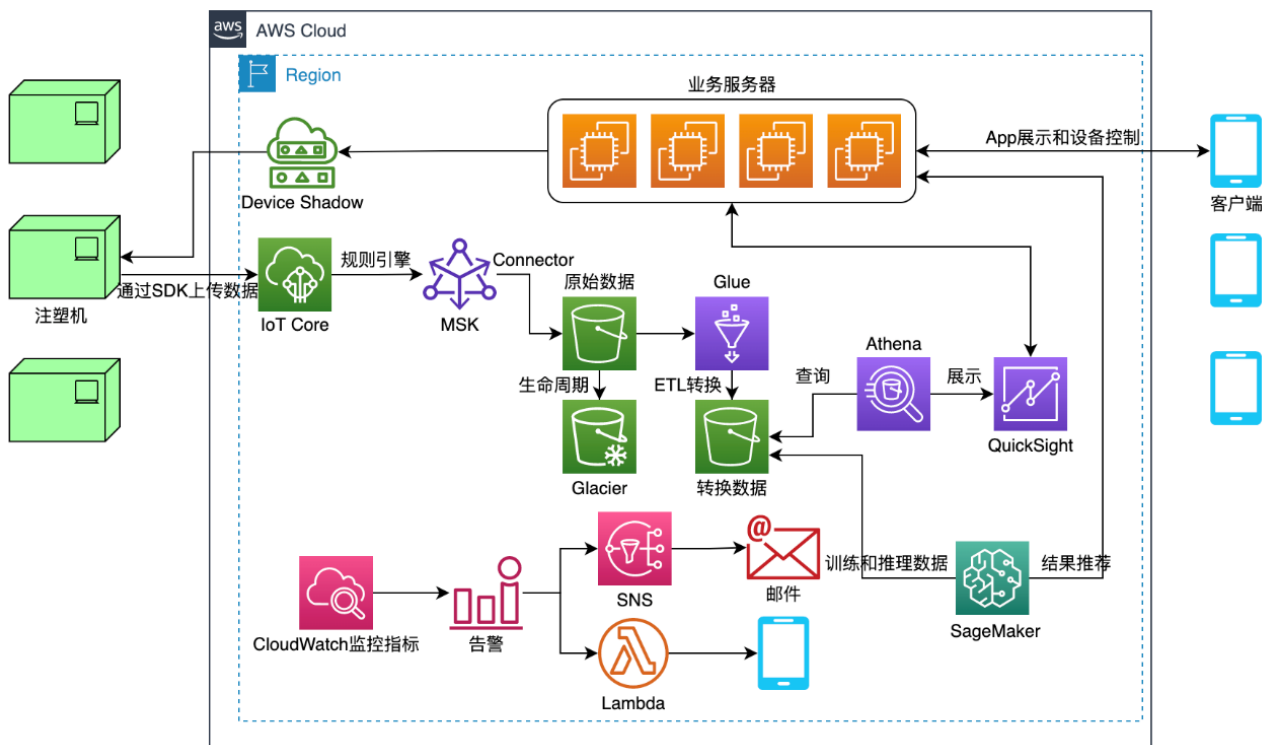 aws
AWS Cloud
Region
业务服务器
App展示和设备控制
Device Shadow
客户端
通过SDK上传数据
注塑机
IoT Core
规则引擎
MSK
Connector
原始数据
Glue
生命周期
ETL转换
Athena
查询
展示
QuickSight
Glacier
转换数据
CloudWatch监控指标
告警
SNS
@
邮件
Lambda
训练和推理数据
结果推荐
SageMaker